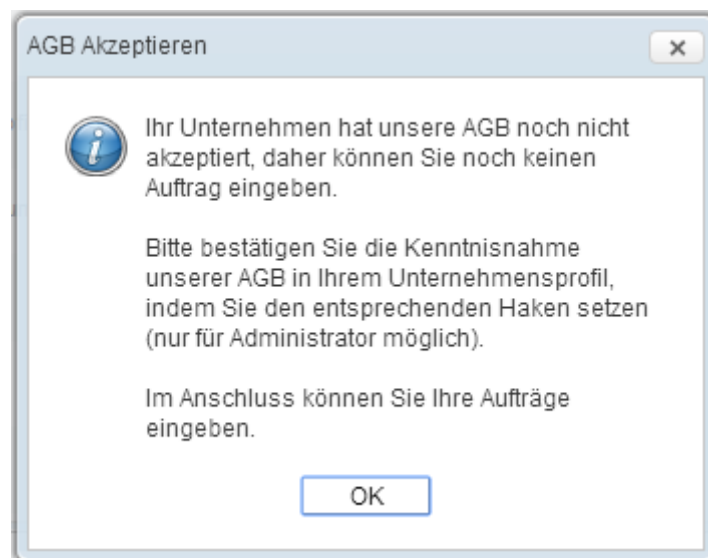 AGB Akzeptieren
Ihr Unternehmen hat unsere AGB noch nicht
akzeptiert, daher können Sie noch keinen
Auftrag eingeben.
Bitte bestätigen Sie die Kenntnisnahme
unserer AGB in Ihrem Unternehmensprofil,
indem Sie den entsprechenden Haken setzen
(nur für Administrator möglich).
Im Anschluss können Sie Ihre Aufträge
eingeben.
OK